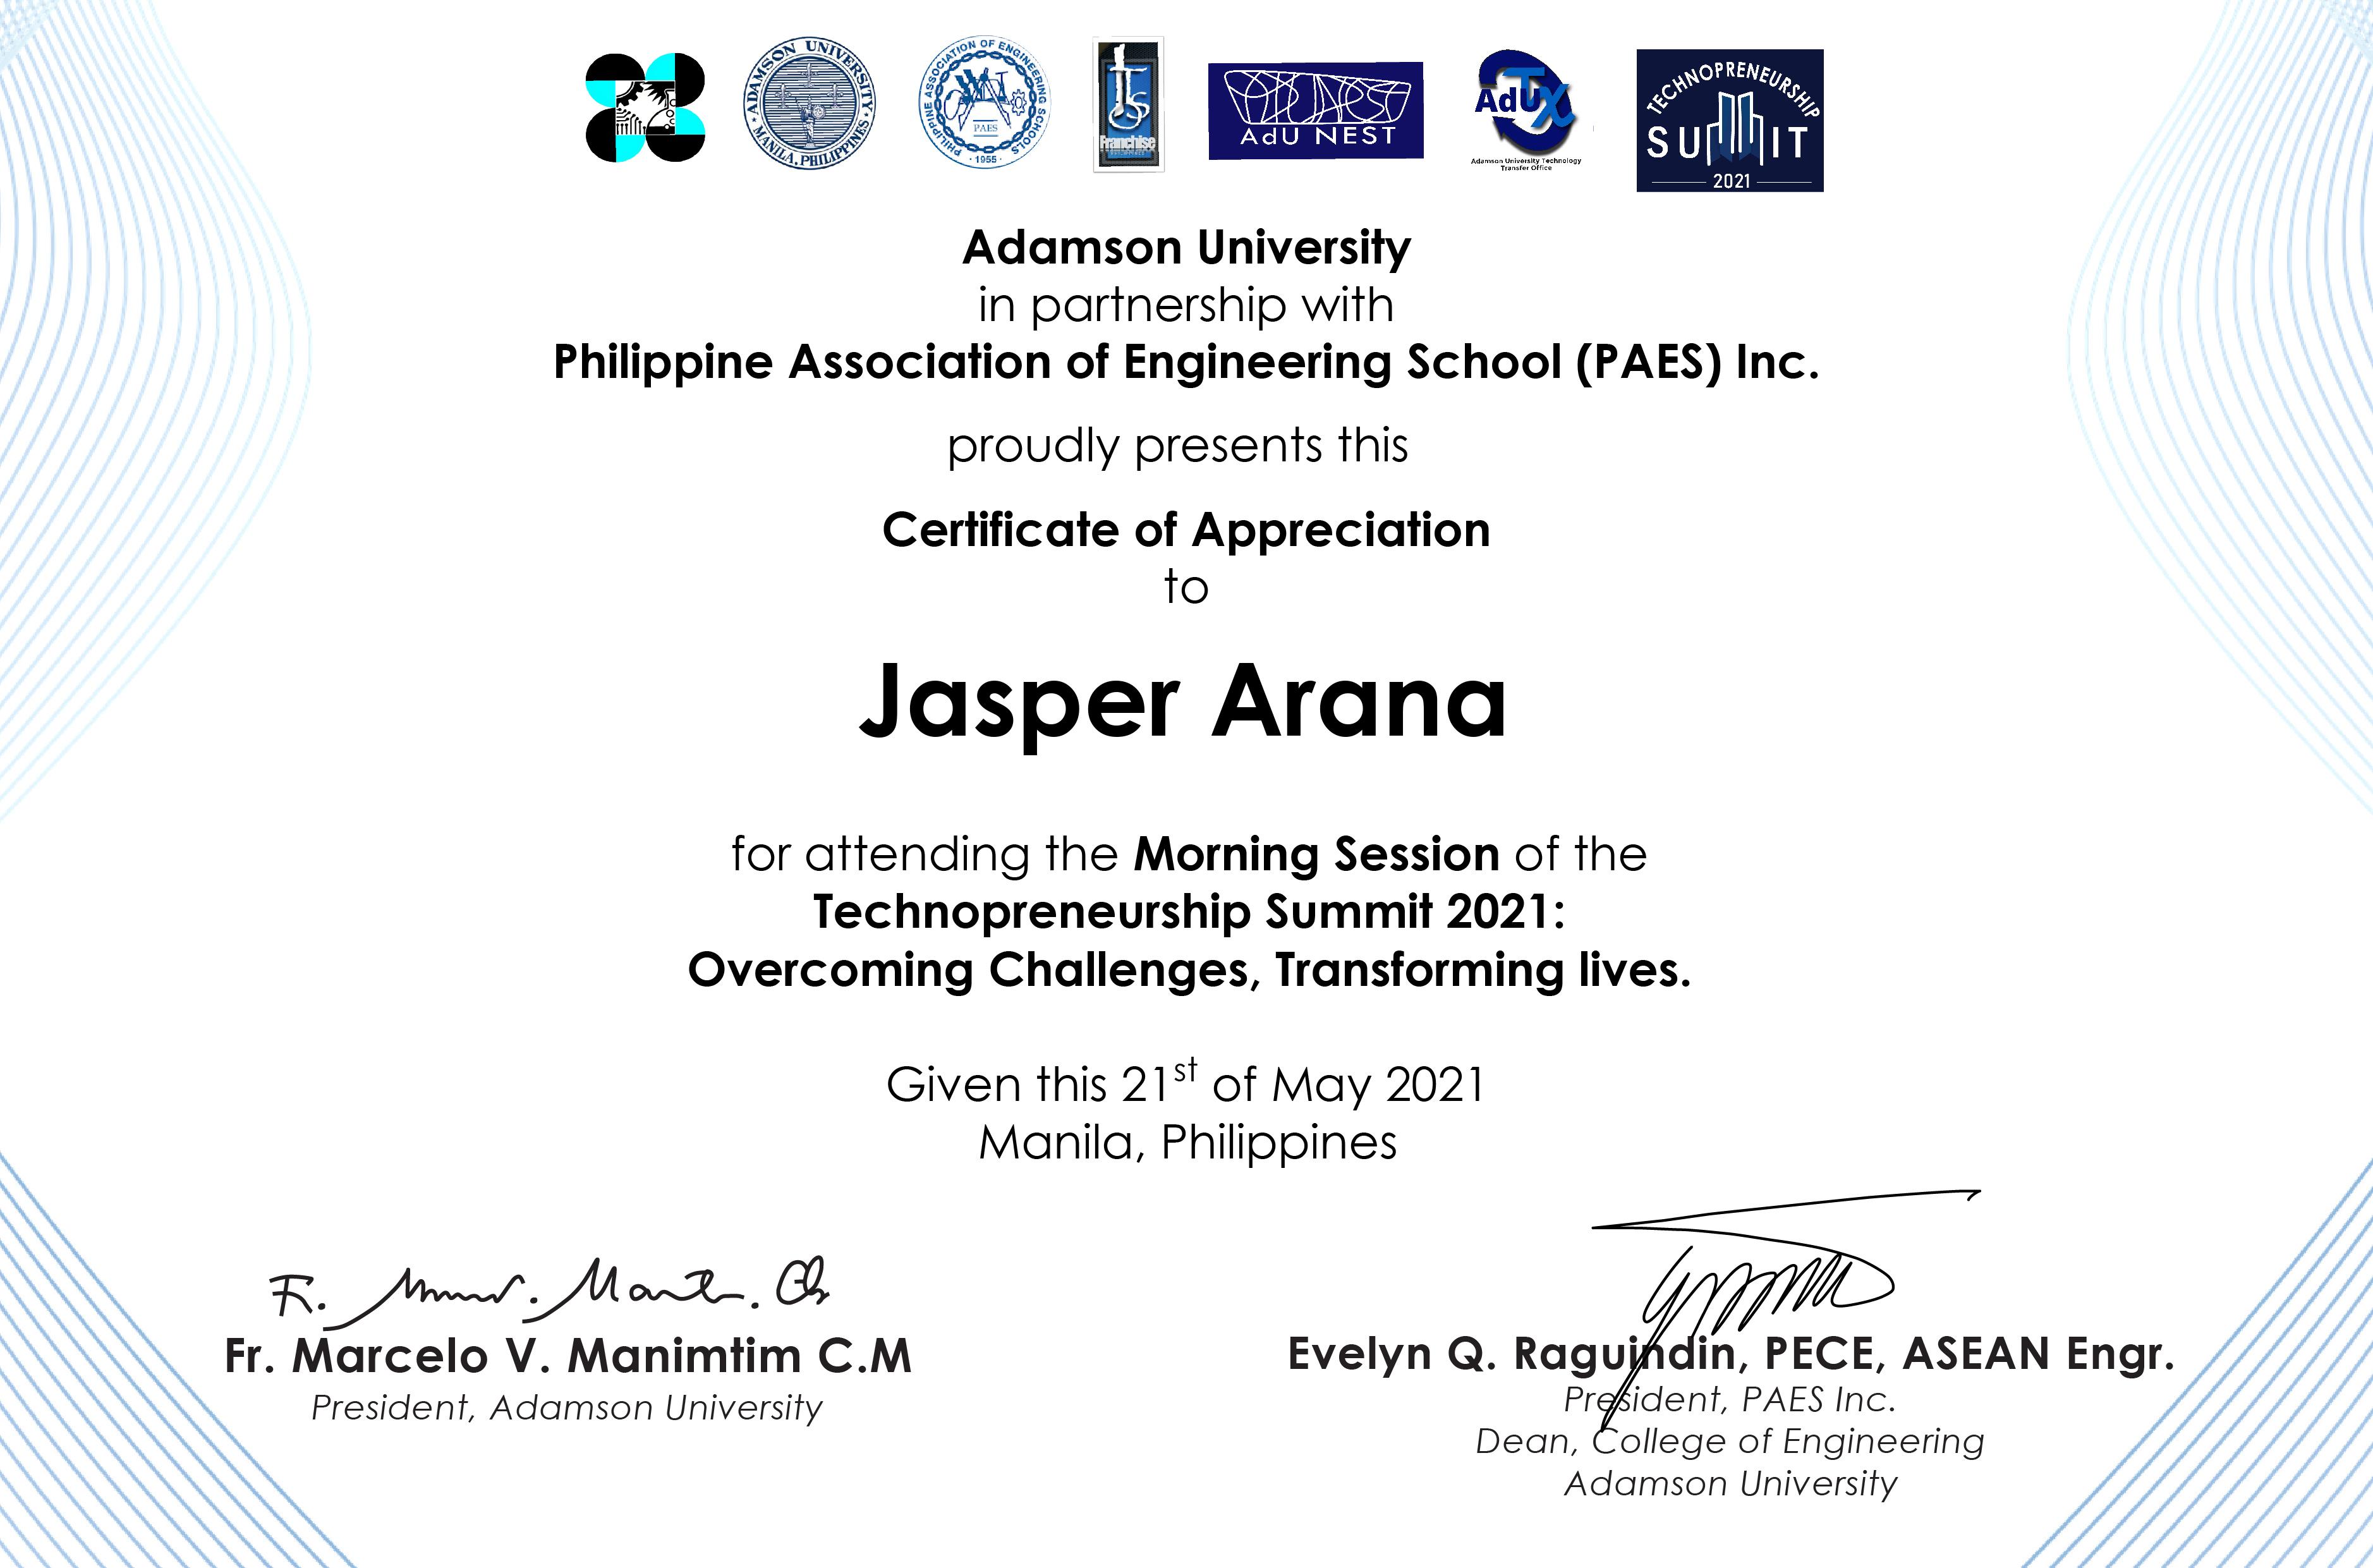 ADAMSON UNIVERSITY
MANILA, PHILIPPINES
PHILIPPINE ASSOCIATION OF ENGINEERING SCHOOLS
PAES
1955
Franchise
AdU NEST
AdUTX
Adamson University Technology
Transfer Office
TECHNOPRENEURSHIP
SUMMIT
2021
Adamson University
in partnership with
Philippine Association of Engineering School (PAES) Inc.
proudly presents this
Certificate of Appreciation
to
Jasper Arana
for attending the Morning Session of the
Technopreneurship Summit 2021:
Overcoming Challenges, Transforming lives.
Given this 21st of May 2021
Manila, Philippines
Fr. Marcelo V. Manimtim C.M
President, Adamson University
Evelyn Q. Raguindin, PECE, ASEAN Engr.
President, PAES Inc.
Dean, College of Engineering
Adamson University